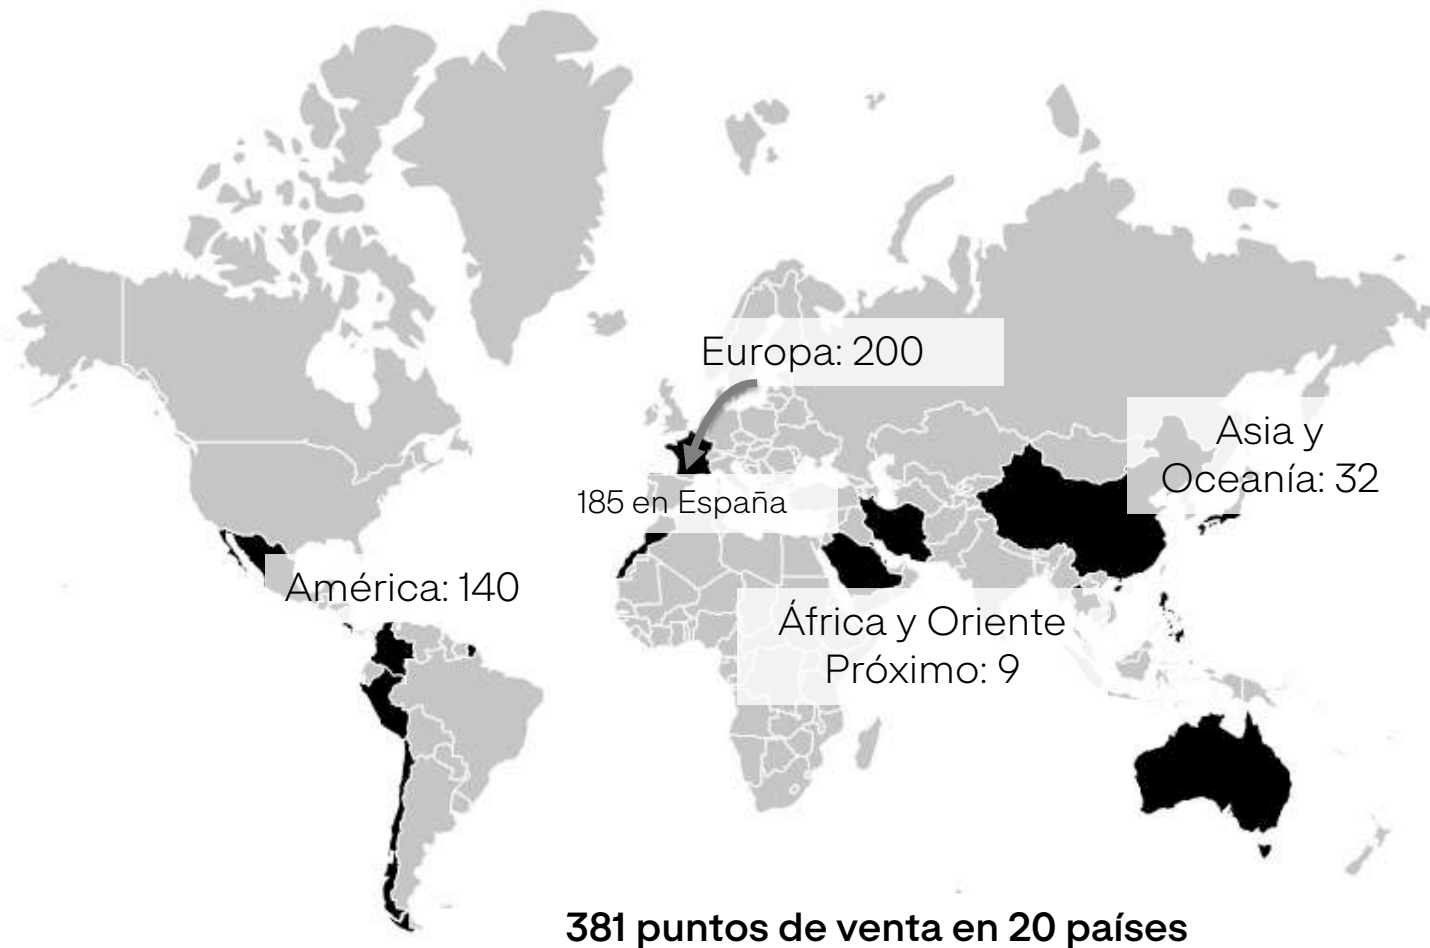 Europa: 200
Asia y
Oceanía: 32
185 en España
América: 140
África y Oriente
Próximo: 9
381 puntos de venta en 20 países